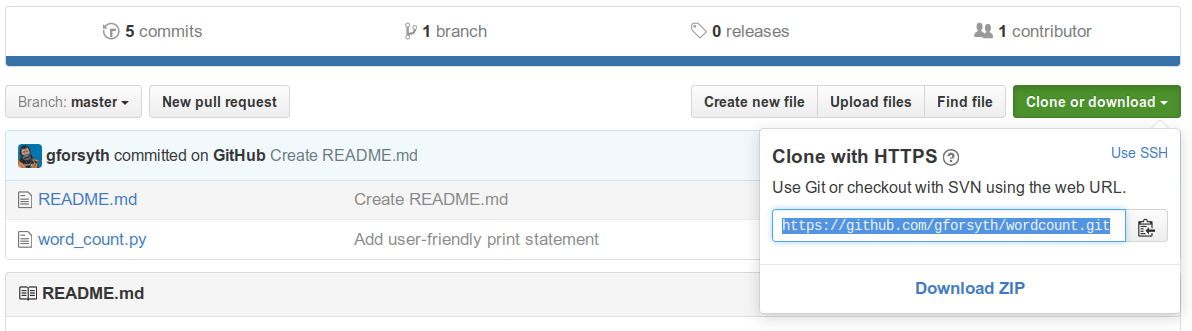 5 commits 1 branch 0 releases 1 contributor
Branch: master New pull request Create new file Upload files Find file Clone or download
gforsyth committed on GitHub Create README.md
README.md Create README.md
word_count.py Add user-friendly print statement
README.md
Clone with HTTPS ? Use SSH
Use Git or checkout with SVN using the web URL.
https://github.com/gforsyth/wordcount.git
Download ZIP